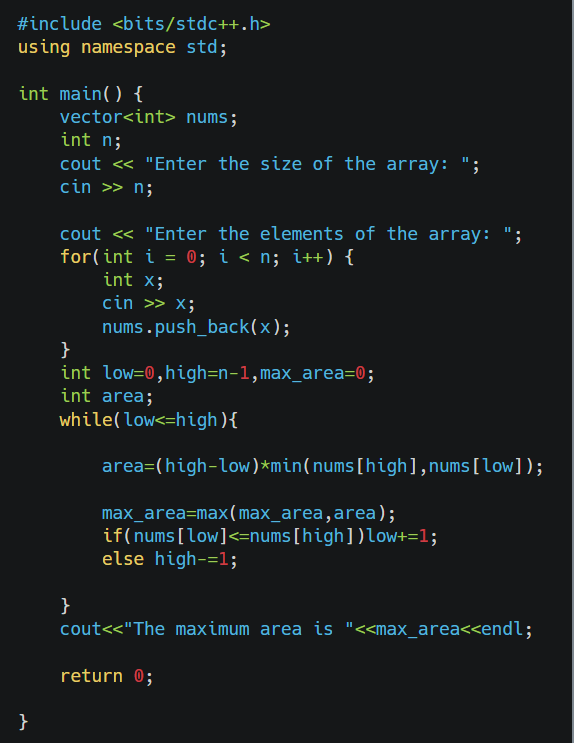 #include <bits/stdc++.h>
using namespace std;

int main() {
    vector<int> nums;
    int n;
    cout << "Enter the size of the array: ";
    cin >> n;

    cout << "Enter the elements of the array: ";
    for(int i = 0; i < n; i++) {
        int x;
        cin >> x;
        nums.push_back(x);
    }
    int low=0,high=n-1,max_area=0;
    int area;
    while(low<=high){

        area=(high-low)*min(nums[high],nums[low]);

        max_area=max(max_area,area);
        if(nums[low]<=nums[high])low+=1;
        else high-=1;

    }
    cout<<"The maximum area is "<<max_area<<endl;

    return 0;

}